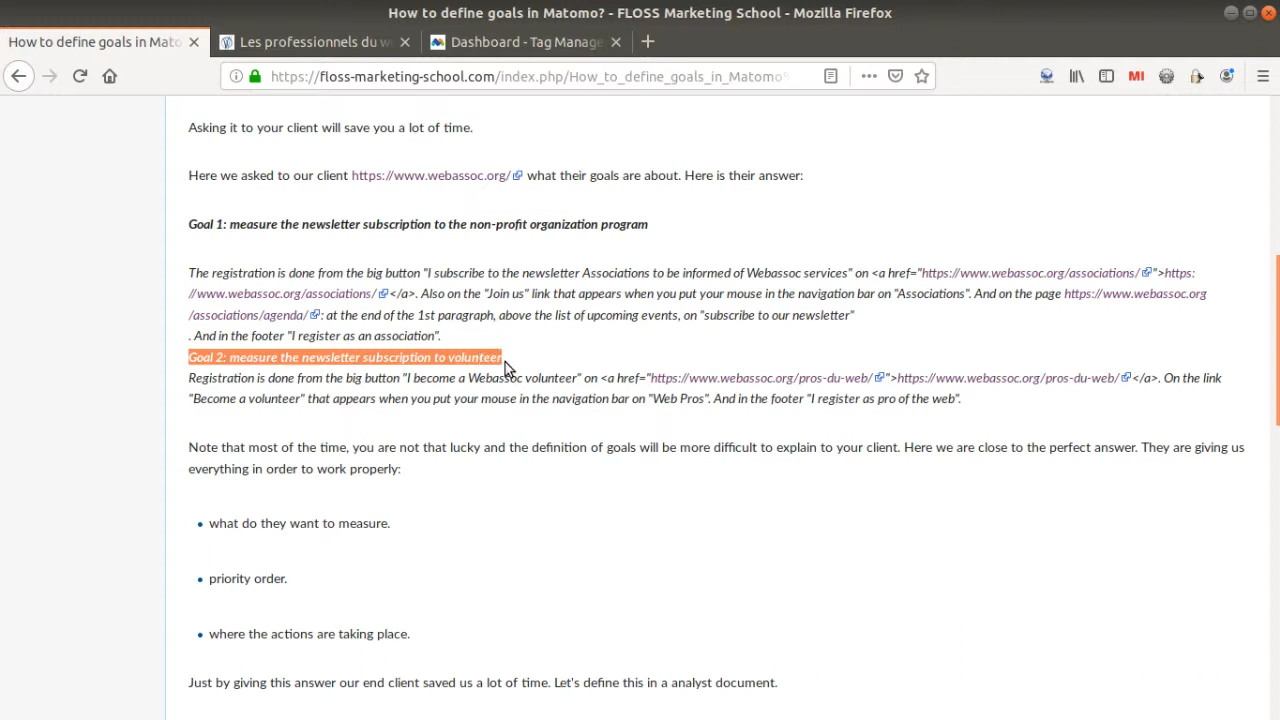 How to define goals in Matomo? - FLOSS Marketing School - Mozilla Firefox
How to define goals in Mato
Les professionnels du w
Dashboard - Tag Manage
https://floss-marketing-school.com/index.php/How_to_define_goals_in_Matomo%
MI
Asking it to your client will save you a lot of time.
Here we asked to our client https://www.webassoc.org/ what their goals are about. Here is their answer:
Goal 1: measure the newsletter subscription to the non-profit organization program
The registration is done from the big button "I subscribe to the newsletter Associations to be informed of Webassoc services" on <a href="https://www.webassoc.org/associations/">https:
//www.webassoc.org/associations/</a>. Also on the "Join us" link that appears when you put your mouse in the navigation bar on "Associations". And on the page https://www.webassoc.org
/associations/agenda/: at the end of the 1st paragraph, above the list of upcoming events, on "subscribe to our newsletter"
. And in the footer "I register as an association".
Goal 2: measure the newsletter subscription to volunteer
Registration is done from the big button "I become a Webassoc volunteer" on <a href="https://www.webassoc.org/pros-du-web/">https://www.webassoc.org/pros-du-web/</a>. On the link
"Become a volunteer" that appears when you put your mouse in the navigation bar on "Web Pros". And in the footer "I register as pro of the web".
Note that most of the time, you are not that lucky and the definition of goals will be more difficult to explain to your client. Here we are close to the perfect answer. They are giving us
everything in order to work properly:
• what do they want to measure.
• priority order.
• where the actions are taking place.
Just by giving this answer our end client saved us a lot of time. Let's define this in a analyst document.